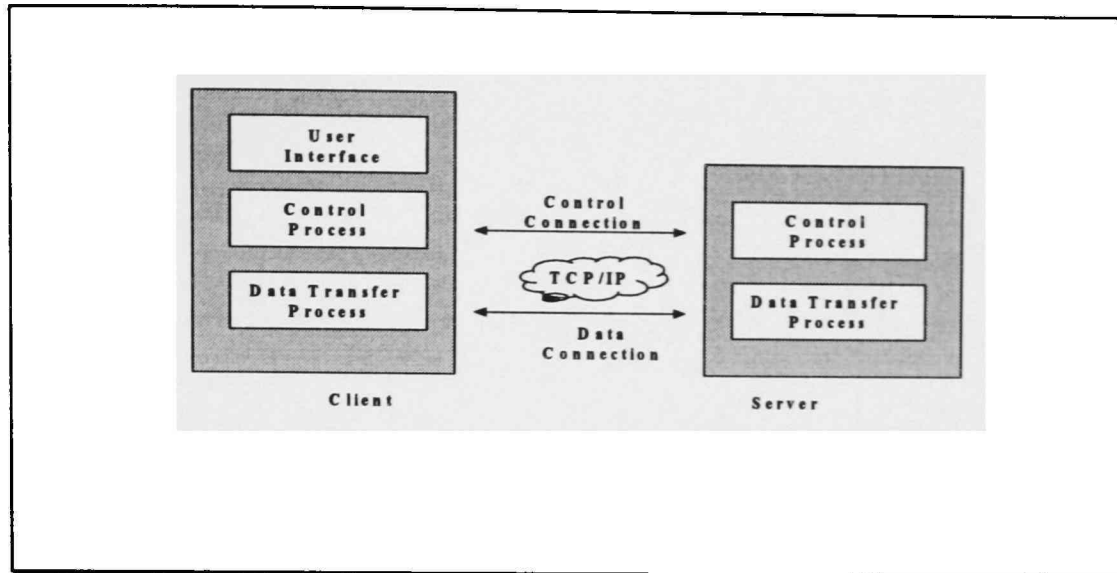 User
Interface
Control
Process
Data Transfer
Process
Client
Control
Connection
TCP/IP
Data
Connection
Control
Process
Data Transfer
Process
Server